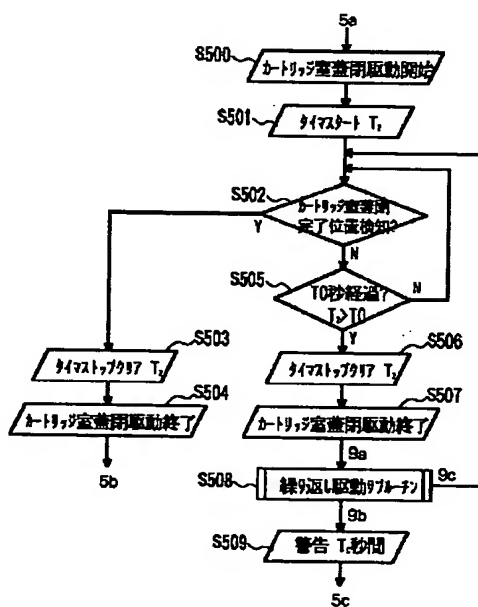 5a
S500
カートリッジ室蓋閉駆動開始
S501
タイマスタート T₂
S502
カートリッジ室蓋閉
完了位置検知?
Y
N
S505
T0秒経過?
T₂>T0
N
Y
S503
タイマストップクリア T₂
S506
タイマストップクリア T₂
S504
カートリッジ室蓋閉駆動終了
S507
カートリッジ室蓋閉駆動終了
5b
9a
S508
繰り返し駆動サブルーチン
9c
9b
S509
警告 T꜀秒間
5c